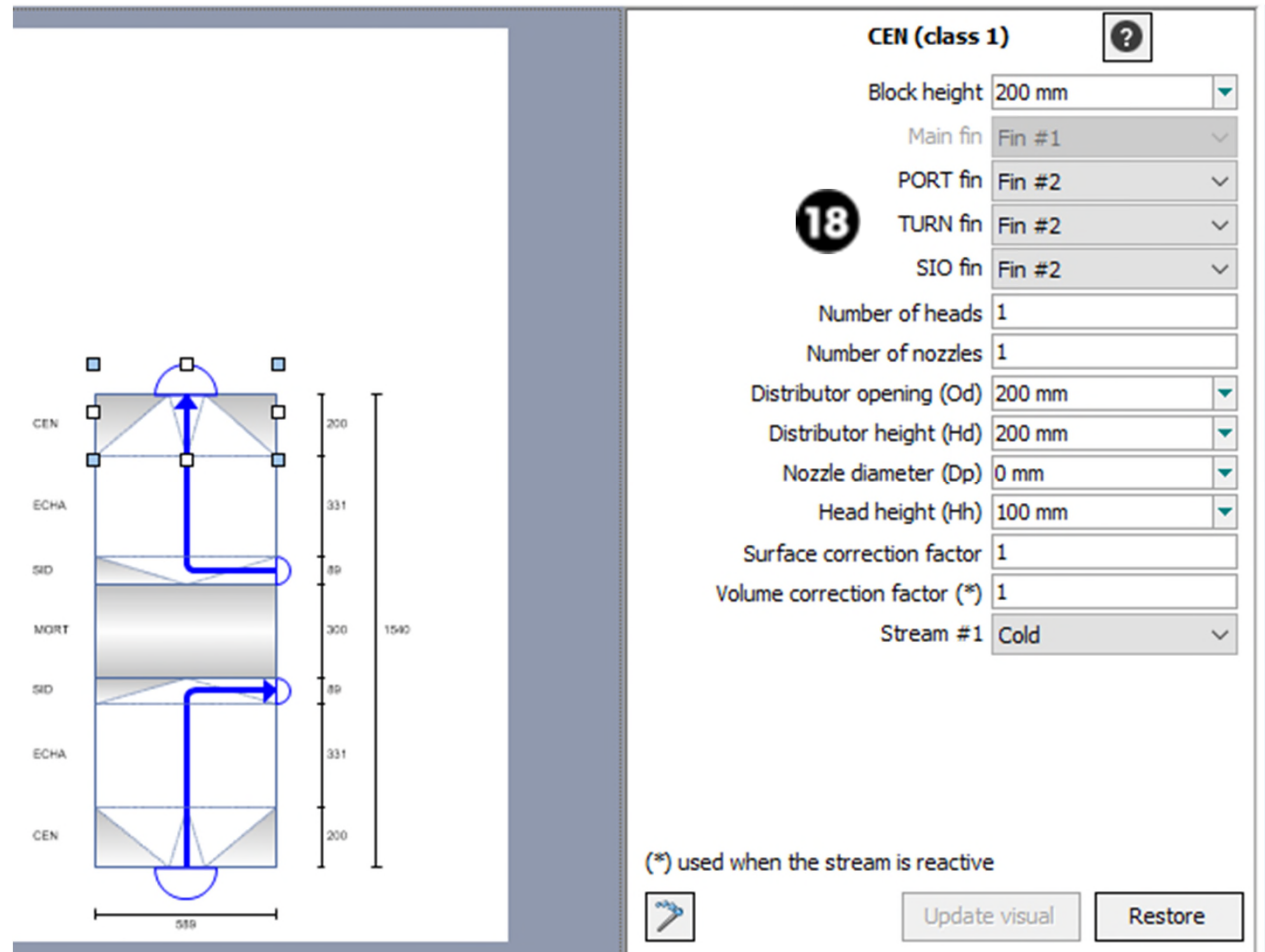 CEN
ECHA
SID
MORT
SID
ECHA
CEN
200
331
89
300
89
331
200
1540
589
CEN (class 1)
?
Block height 200 mm
Main fin Fin #1
PORT fin Fin #2
18
TURN fin Fin #2
SIO fin Fin #2
Number of heads 1
Number of nozzles 1
Distributor opening (Od) 200 mm
Distributor height (Hd) 200 mm
Nozzle diameter (Dp) 0 mm
Head height (Hh) 100 mm
Surface correction factor 1
Volume correction factor (*) 1
Stream #1 Cold
(*) used when the stream is reactive
Update visual
Restore